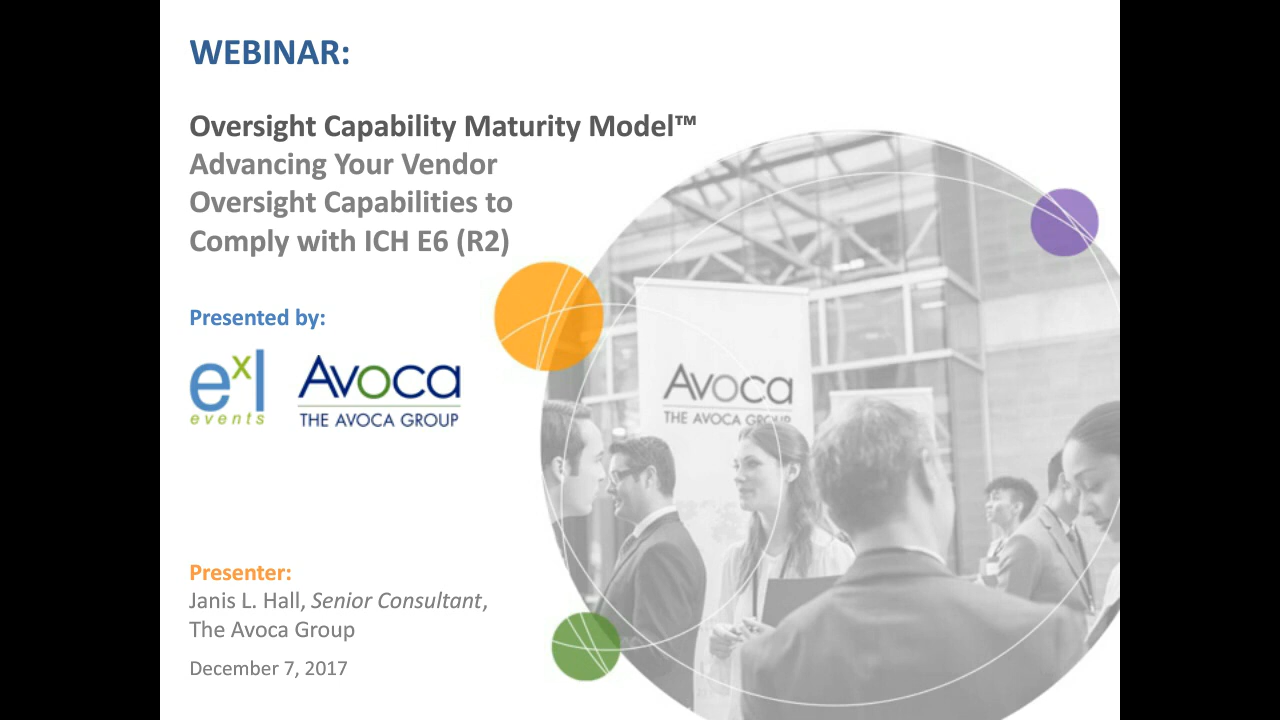 WEBINAR:
Oversight Capability Maturity Model™
Advancing Your Vendor
Oversight Capabilities to
Comply with ICH E6 (R2)
Presented by:
exl
events
Avoca
THE AVOCA GROUP
Avoca
THE AVOCA GROUP
Presenter:
Janis L. Hall, Senior Consultant,
The Avoca Group
December 7, 2017